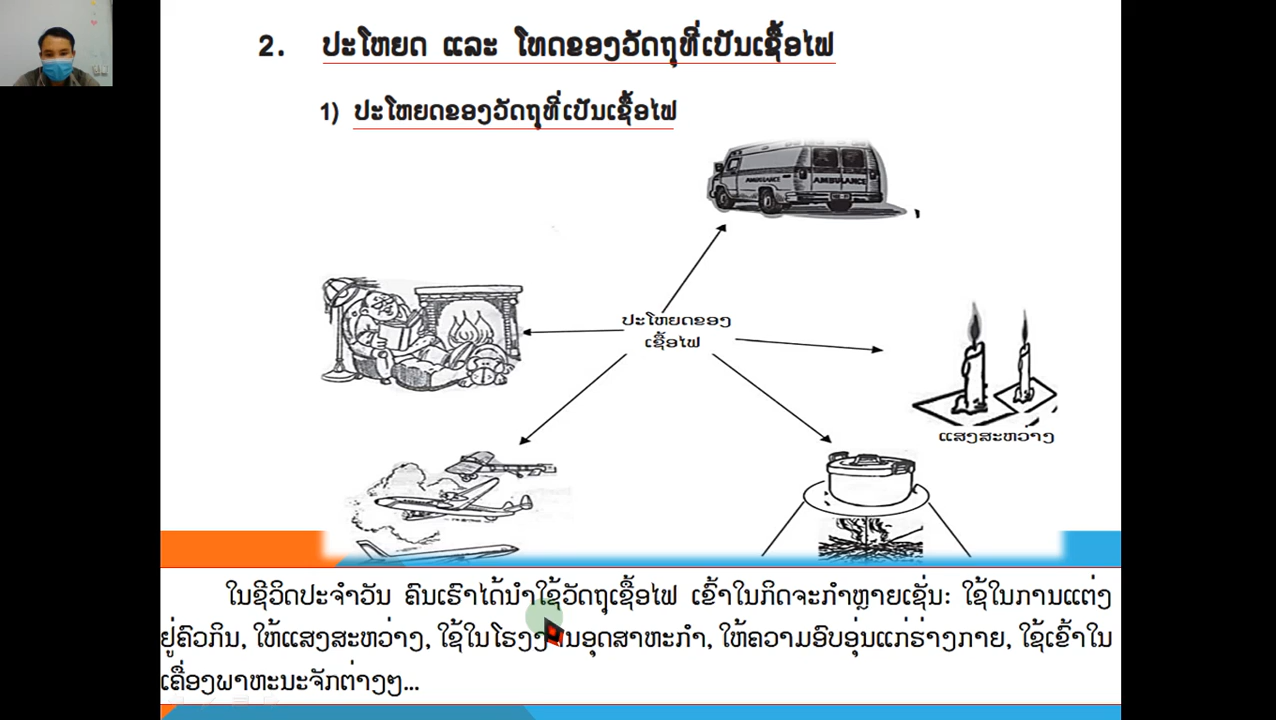 2. ປະໂຫຍດ ແລະ ໂທດຂອງວັດຖຸທີ່ເປັນເຊື້ອໄຟ
1) ປະໂຫຍດຂອງວັດຖຸທີ່ເປັນເຊື້ອໄຟ
AMBULANCE AMBULANCE
ປະໂຫຍດຂອງ
ເຊື້ອໄຟ
ແສງສະຫວ່າງ
ໃນຊີວິດປະຈຳວັນ ຄົນເຮົາໄດ້ນຳໃຊ້ວັດຖຸເຊື້ອໄຟ ເຂົ້າໃນກິດຈະກຳຫຼາຍເຊັ່ນ: ໃຊ້ໃນການແຕ່ງ
ຢູ່ຄົວກິນ, ໃຫ້ແສງສະຫວ່າງ, ໃຊ້ໃນໂຮງງານອຸດສາຫະກຳ, ໃຫ້ຄວາມອົບອຸ່ນແກ່ຮ່າງກາຍ, ໃຊ້ເຂົ້າໃນ
ເຄື່ອງພາຫະນະຈັກຕ່າງໆ...